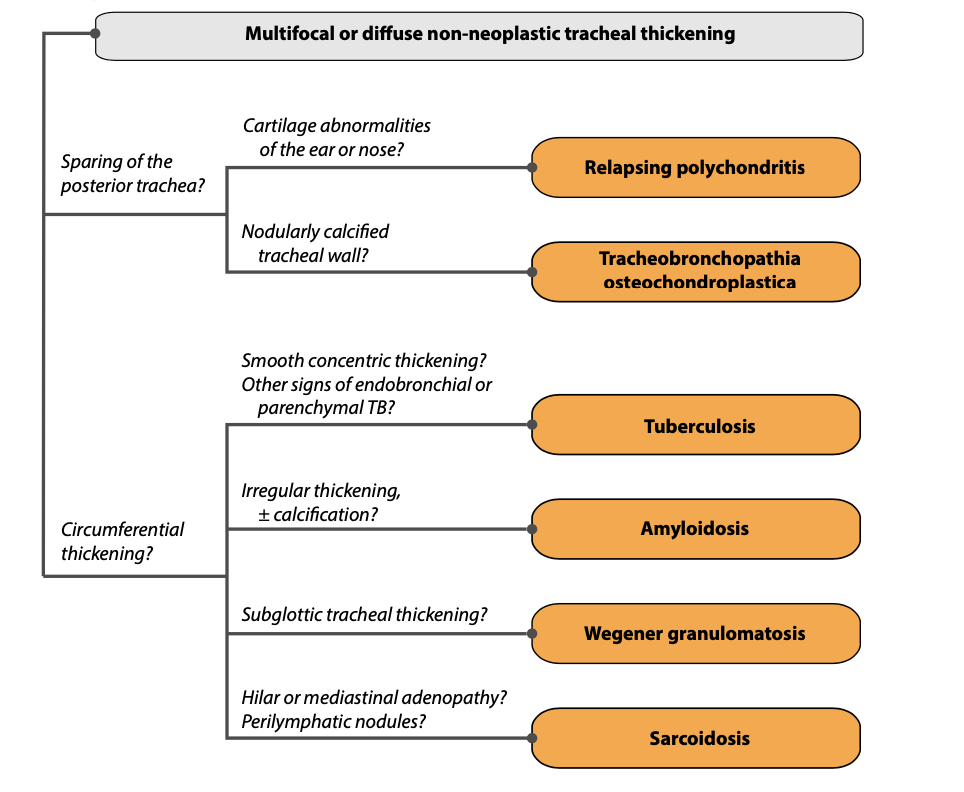 Multifocal or diffuse non-neoplastic tracheal thickening
Cartilage abnormalities
of the ear or nose?
Sparing of the
posterior trachea?
Relapsing polychondritis
Nodularly calcified
tracheal wall?
Tracheobronchopathia
osteochondroplastica
Smooth concentric thickening?
Other signs of endobronchial or
parenchymal TB?
Tuberculosis
Irregular thickening,
± calcification?
Amyloidosis
Circumferential
thickening?
Subglottic tracheal thickening?
Wegener granulomatosis
Hilar or mediastinal adenopathy?
Perilymphatic nodules?
Sarcoidosis